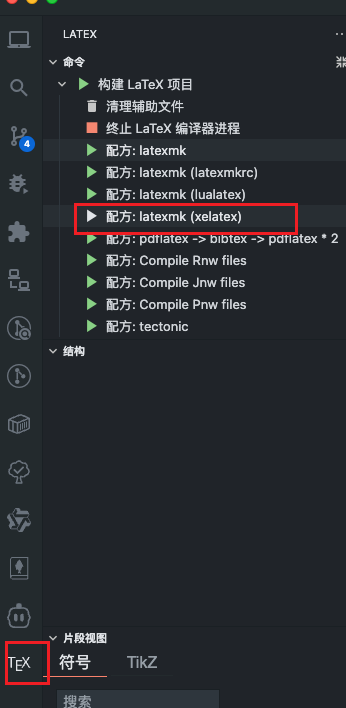 LATEX
命令
构建 LaTeX 项目
清理辅助文件
终止 LaTeX 编译器进程
配方: latexmk
配方: latexmk (latexmkrc)
配方: latexmk (lualatex)
配方: latexmk (xelatex)
配方: pdflatex -> bibtex -> pdflatex * 2
配方: Compile Rnw files
配方: Compile Jnw files
配方: Compile Pnw files
配方: tectonic
结构
4
片段视图
TEX
符号 TikZ
搜索